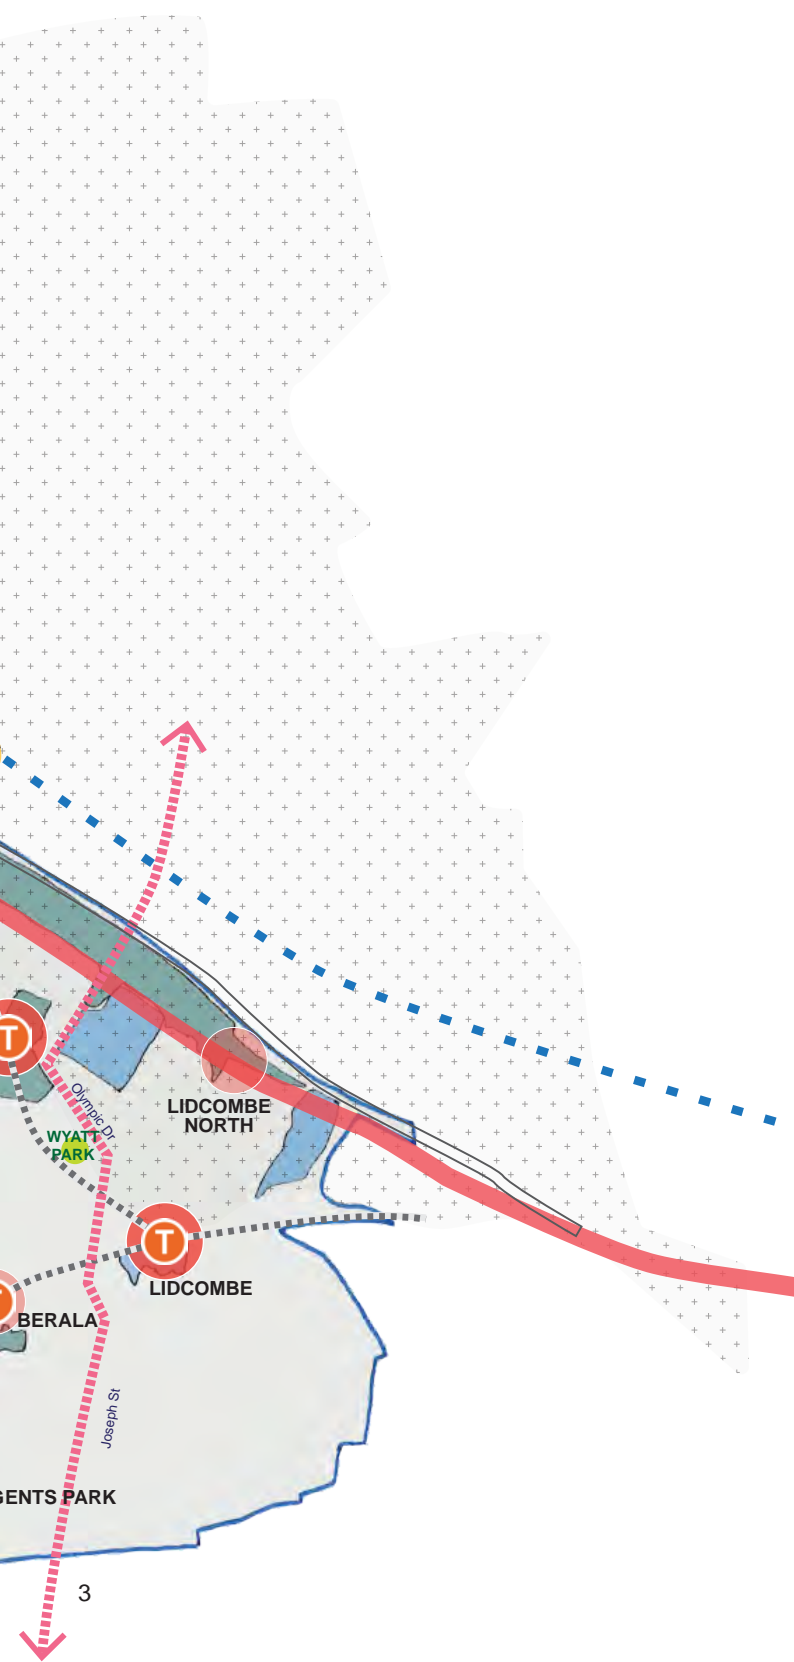 T
LIDCOMBE
NORTH
Olympic Dr
WYATT
PARK
T
LIDCOMBE
BERALA
Joseph St
GENTS PARK
3